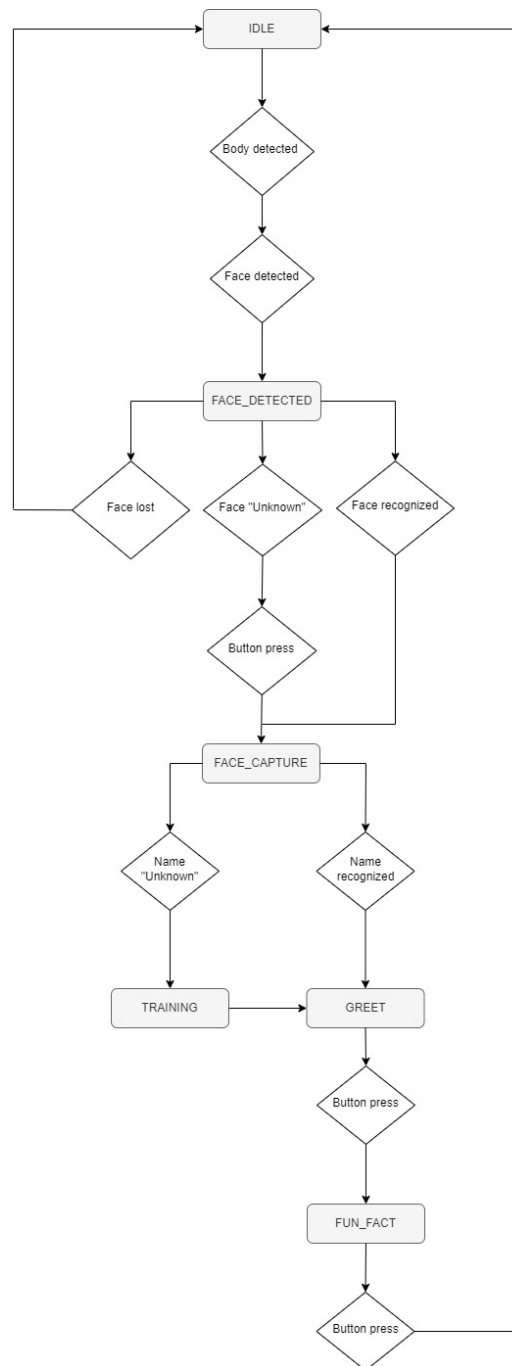 IDLE
Body detected
Face detected
FACE_DETECTED
Face lost
Face "Unknown"
Face recognized
Button press
FACE_CAPTURE
Name
"Unknown"
Name
recognized
TRAINING
GREET
Button press
FUN_FACT
Button press